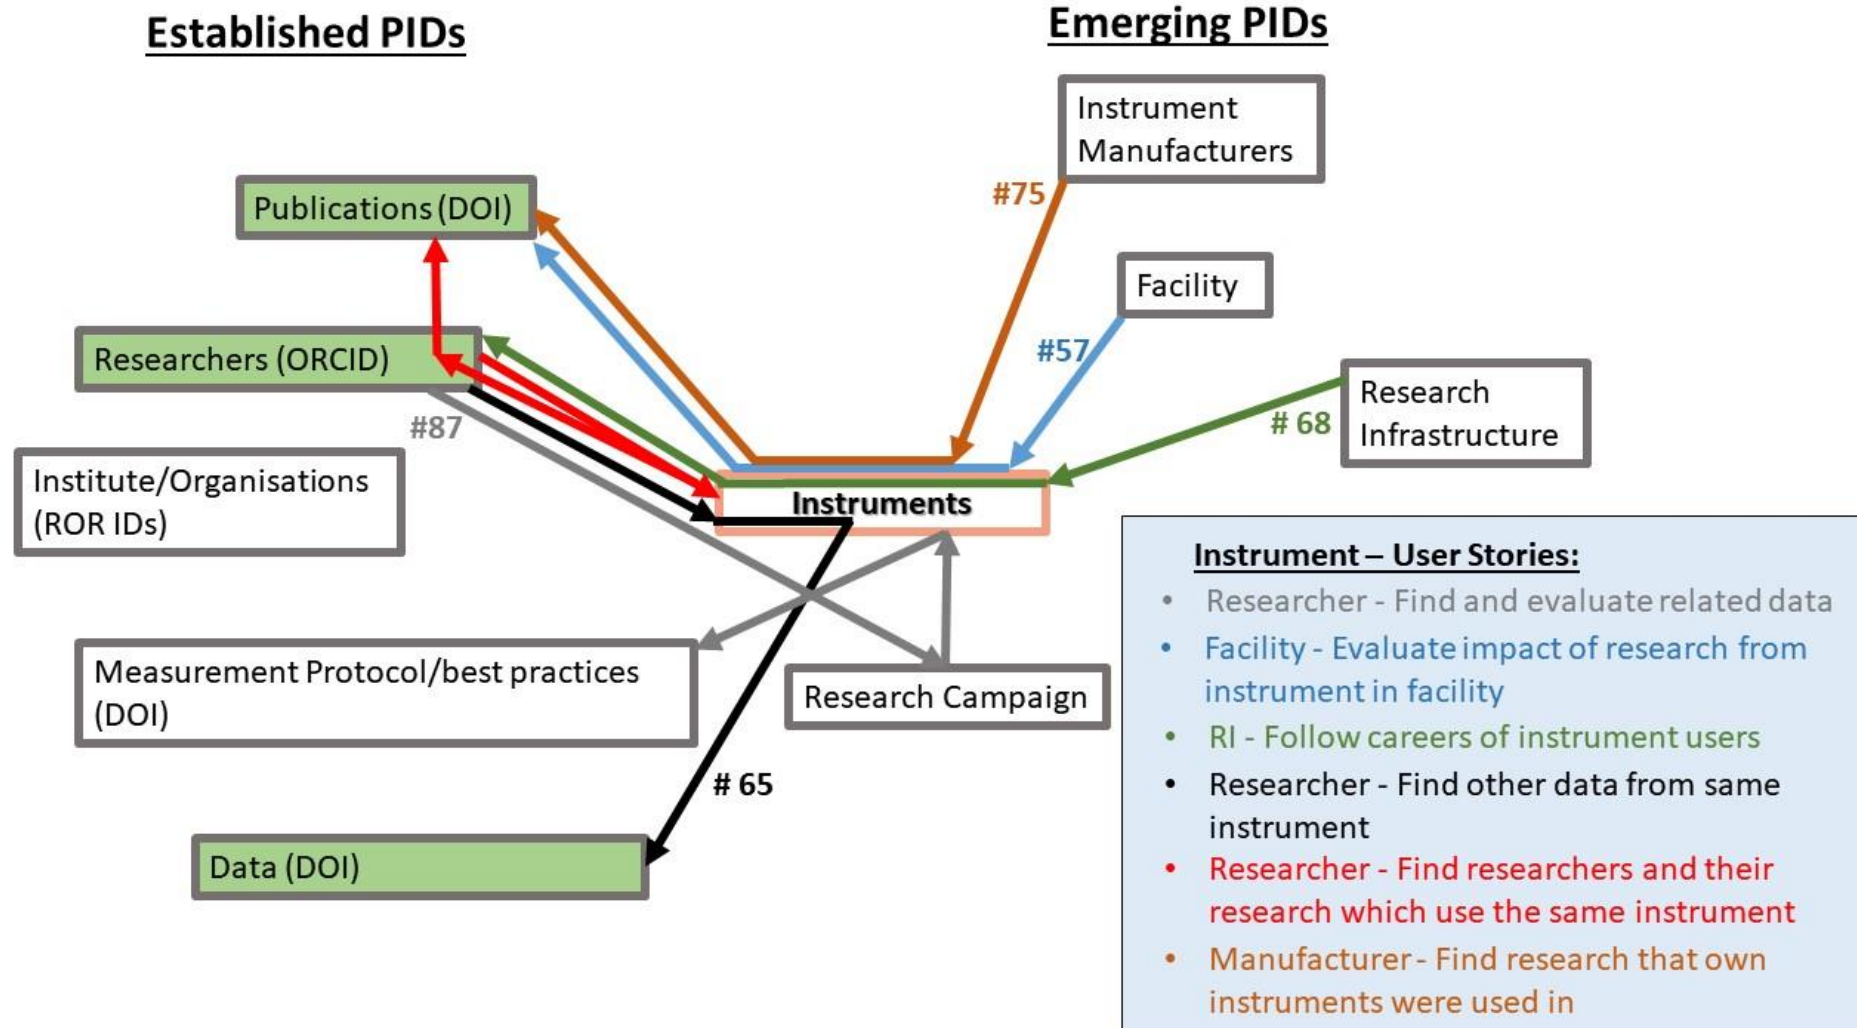 Established PIDs
Emerging PIDs
Instrument
Manufacturers
#75
Publications (DOI)
Facility
#57
Researchers (ORCID)
Research
Infrastructure
# 68
#87
Institute/Organisations
(ROR IDs)
Instruments
Measurement Protocol/best practices
(DOI)
Research Campaign
# 65
Data (DOI)
Instrument – User Stories:
• Researcher - Find and evaluate related data
• Facility - Evaluate impact of research from
instrument in facility
• RI - Follow careers of instrument users
• Researcher - Find other data from same
instrument
• Researcher - Find researchers and their
research which use the same instrument
• Manufacturer - Find research that own
instruments were used in